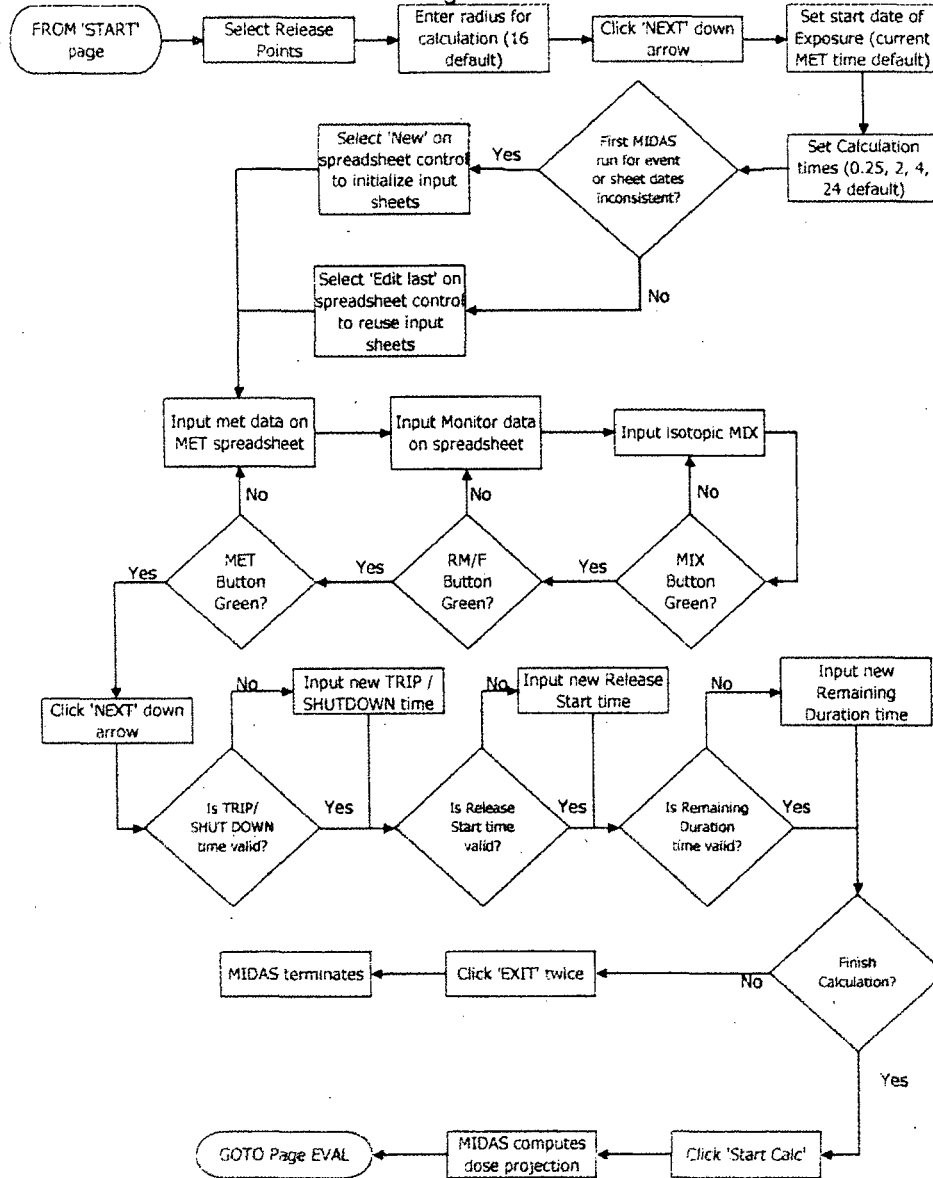 FROM 'START'
page
Select Release
Points
Enter radius for
calculation (16
default)
Click 'NEXT' down
arrow
Set start date of
Exposure (current
MET time default)
Set Calculation
times (0.25, 2, 4,
24 default)
First MIDAS
run for event
or sheet dates
inconsistent?
Yes
Select 'New' on
spreadsheet control
to initialize input
sheets
No
Select 'Edit last' on
spreadsheet control
to reuse input
sheets
Input met data on
MET spreadsheet
Input Monitor data
on spreadsheet
Input isotopic MIX
No
No
No
MET
Button
Green?
Yes
RM/F
Button
Green?
Yes
MIX
Button
Green?
Yes
Click 'NEXT' down
arrow
No
Input new TRIP /
SHUTDOWN time
No
Input new Release
Start time
No
Input new
Remaining
Duration time
Is TRIP/
SHUT DOWN
time valid?
Yes
Is Release
Start time
valid?
Yes
Is Remaining
Duration
time valid?
Yes
MIDAS terminates
Click 'EXIT' twice
No
Finish
Calculation?
Yes
GOTO Page EVAL
MIDAS computes
dose projection
Click 'Start Calc'